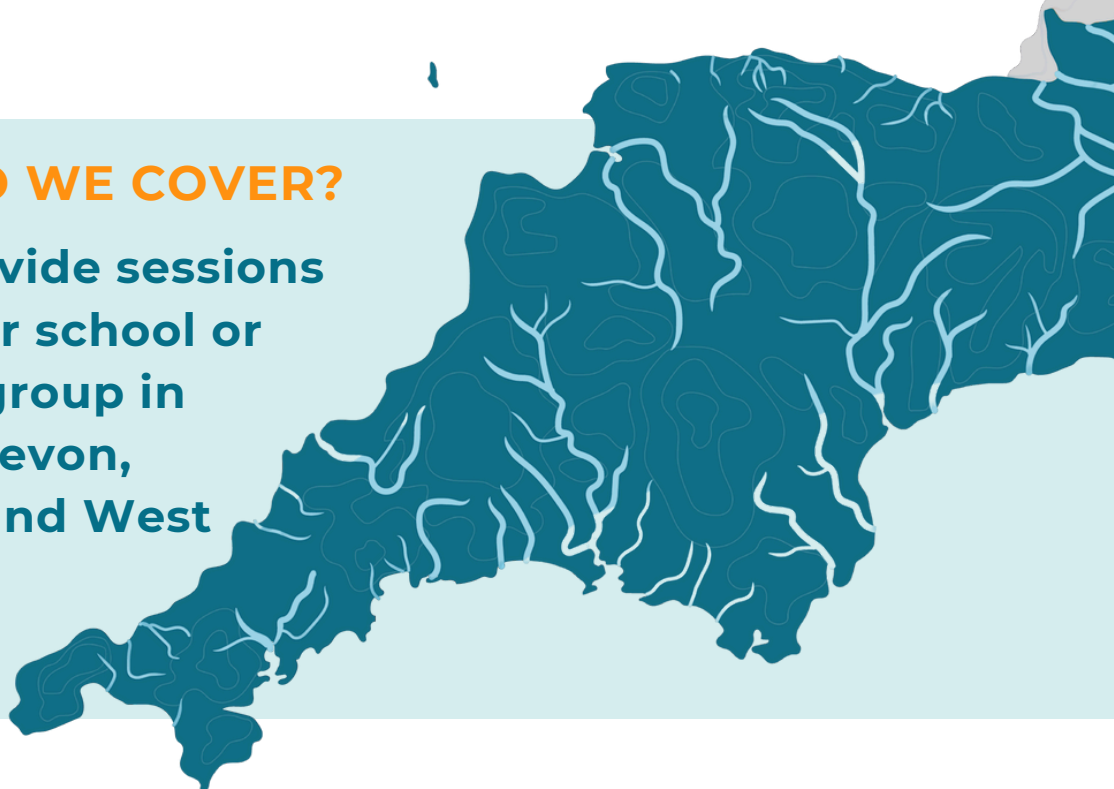 WE COVER?
vide sessions
r school or
group in
evon,
nd West